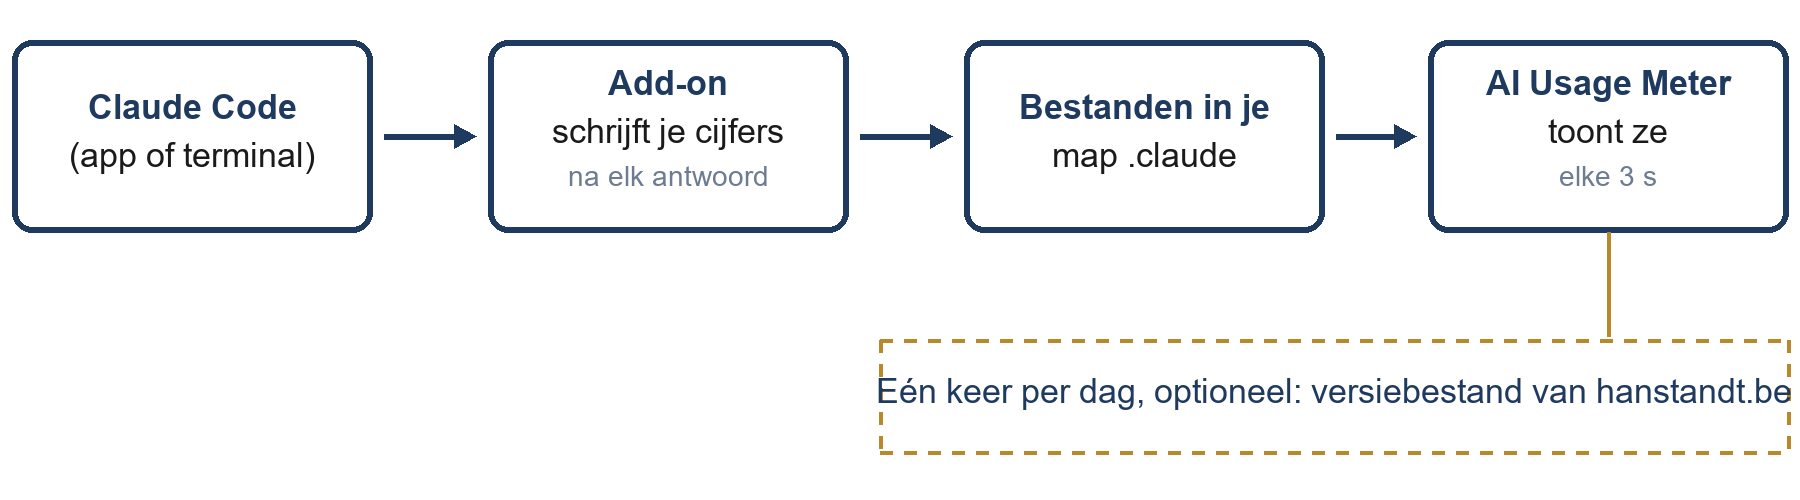 Claude Code
(app of terminal)
Add-on
schrijft je cijfers
na elk antwoord
Bestanden in je
map .claude
AI Usage Meter
toont ze
elke 3 s
Eén keer per dag, optioneel: versiebestand van hanstandt.be